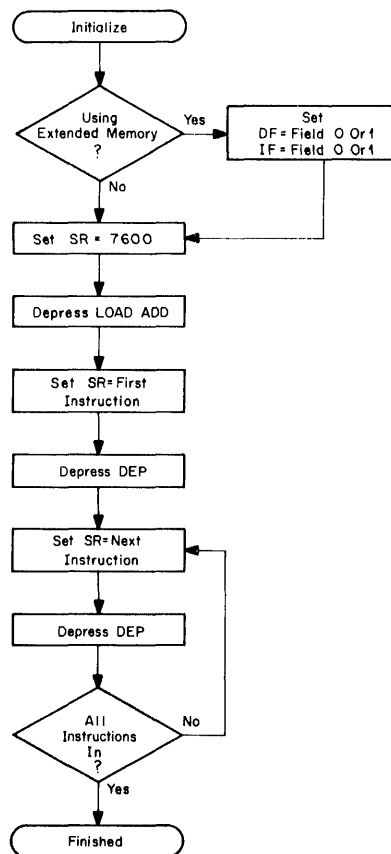 Initialize
Using
Extended Memory
?
Yes
Set
DF = Field 0 Or 1
IF = Field 0 Or 1
No
Set SR = 7600
Depress LOAD ADD
Set SR=First
Instruction
Depress DEP
Set SR=Next
Instruction
Depress DEP
All
Instructions
In
?
No
Yes
Finished